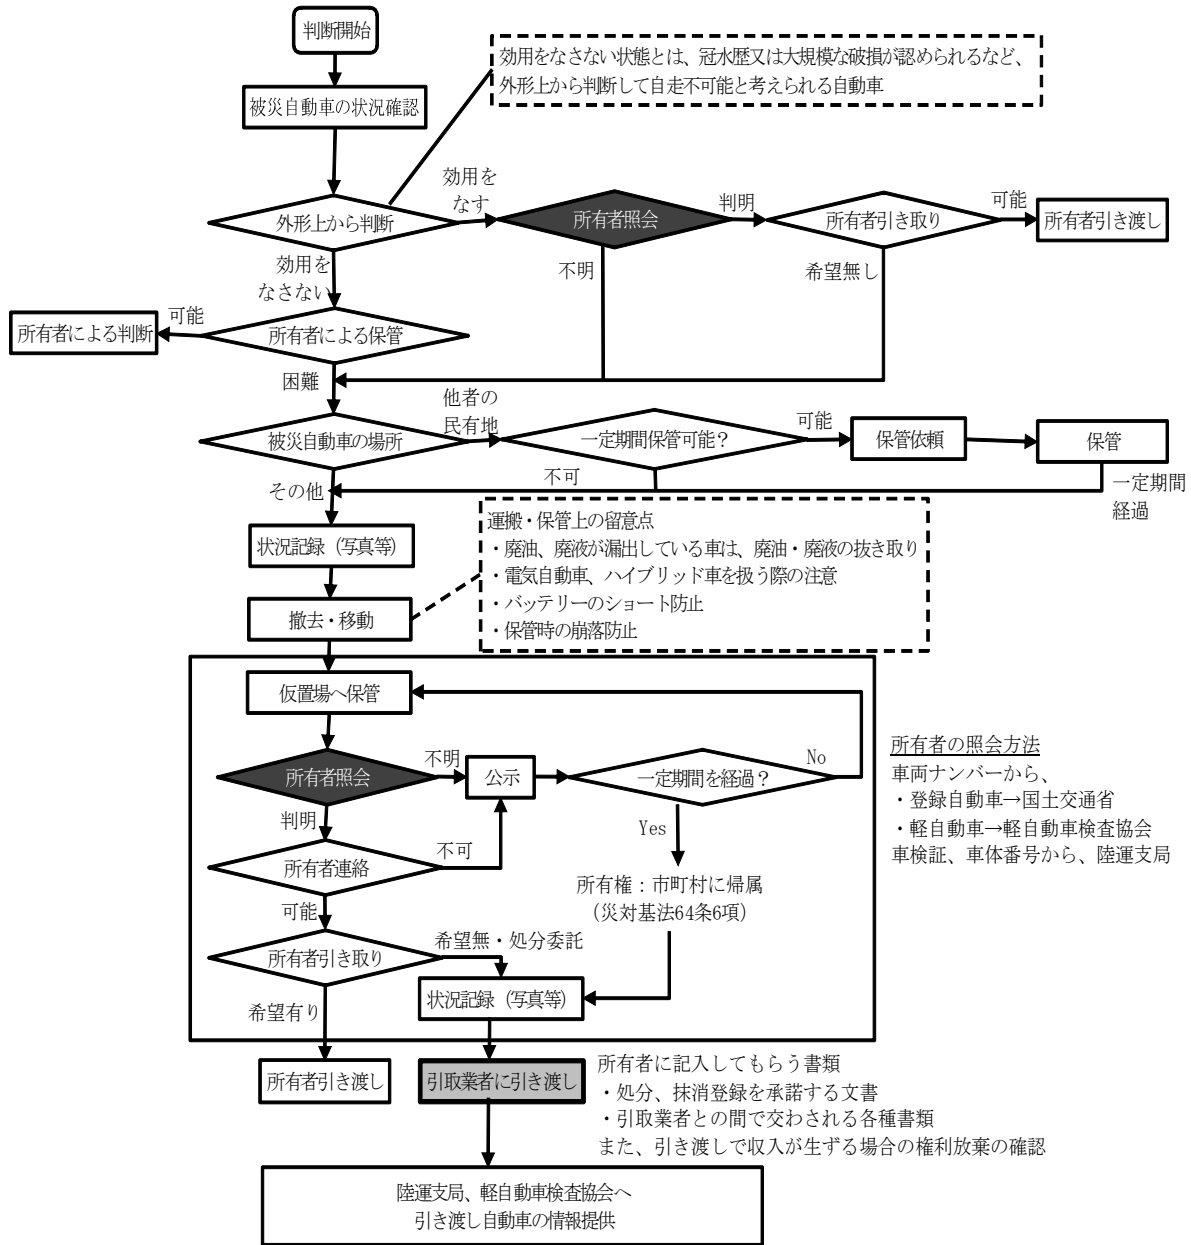 判断開始
効用をなさない状態とは、冠水歴又は大規模な破損が認められるなど、
外形上から判断して自走不可能と考えられる自動車
被災自動車の状況確認
外形上から判断
効用を
なす
所有者照会
判明
所有者引き取り
可能
所有者引き渡し
効用を
なさない
不明
希望無し
所有者による判断
可能
所有者による保管
困難
被災自動車の場所
他者の
民有地
一定期間保管可能?
可能
保管依頼
保管
その他
不可
一定期間
経過
状況記録(写真等)
運搬・保管上の留意点
・廃油、廃液が漏出している車は、廃油・廃液の抜き取り
・電気自動車、ハイブリッド車を扱う際の注意
・バッテリーのショート防止
・保管時の崩落防止
撤去・移動
仮置場へ保管
所有者照会
不明
公示
一定期間を経過?
No
所有者の照会方法
車両ナンバーから、
・登録自動車→国土交通省
・軽自動車→軽自動車検査協会
車検証、車体番号から、陸運支局
判明
不可
Yes
所有者連絡
所有権:市町村に帰属
(災対基法64条6項)
可能
所有者引き取り
希望無・処分委託
状況記録(写真等)
希望有り
所有者引き渡し
引取業者に引き渡し
所有者に記入してもらう書類
・処分、抹消登録を承諾する文書
・引取業者との間で交わされる各種書類
また、引き渡しで収入が生ずる場合の権利放棄の確認
陸運支局、軽自動車検査協会へ
引き渡し自動車の情報提供